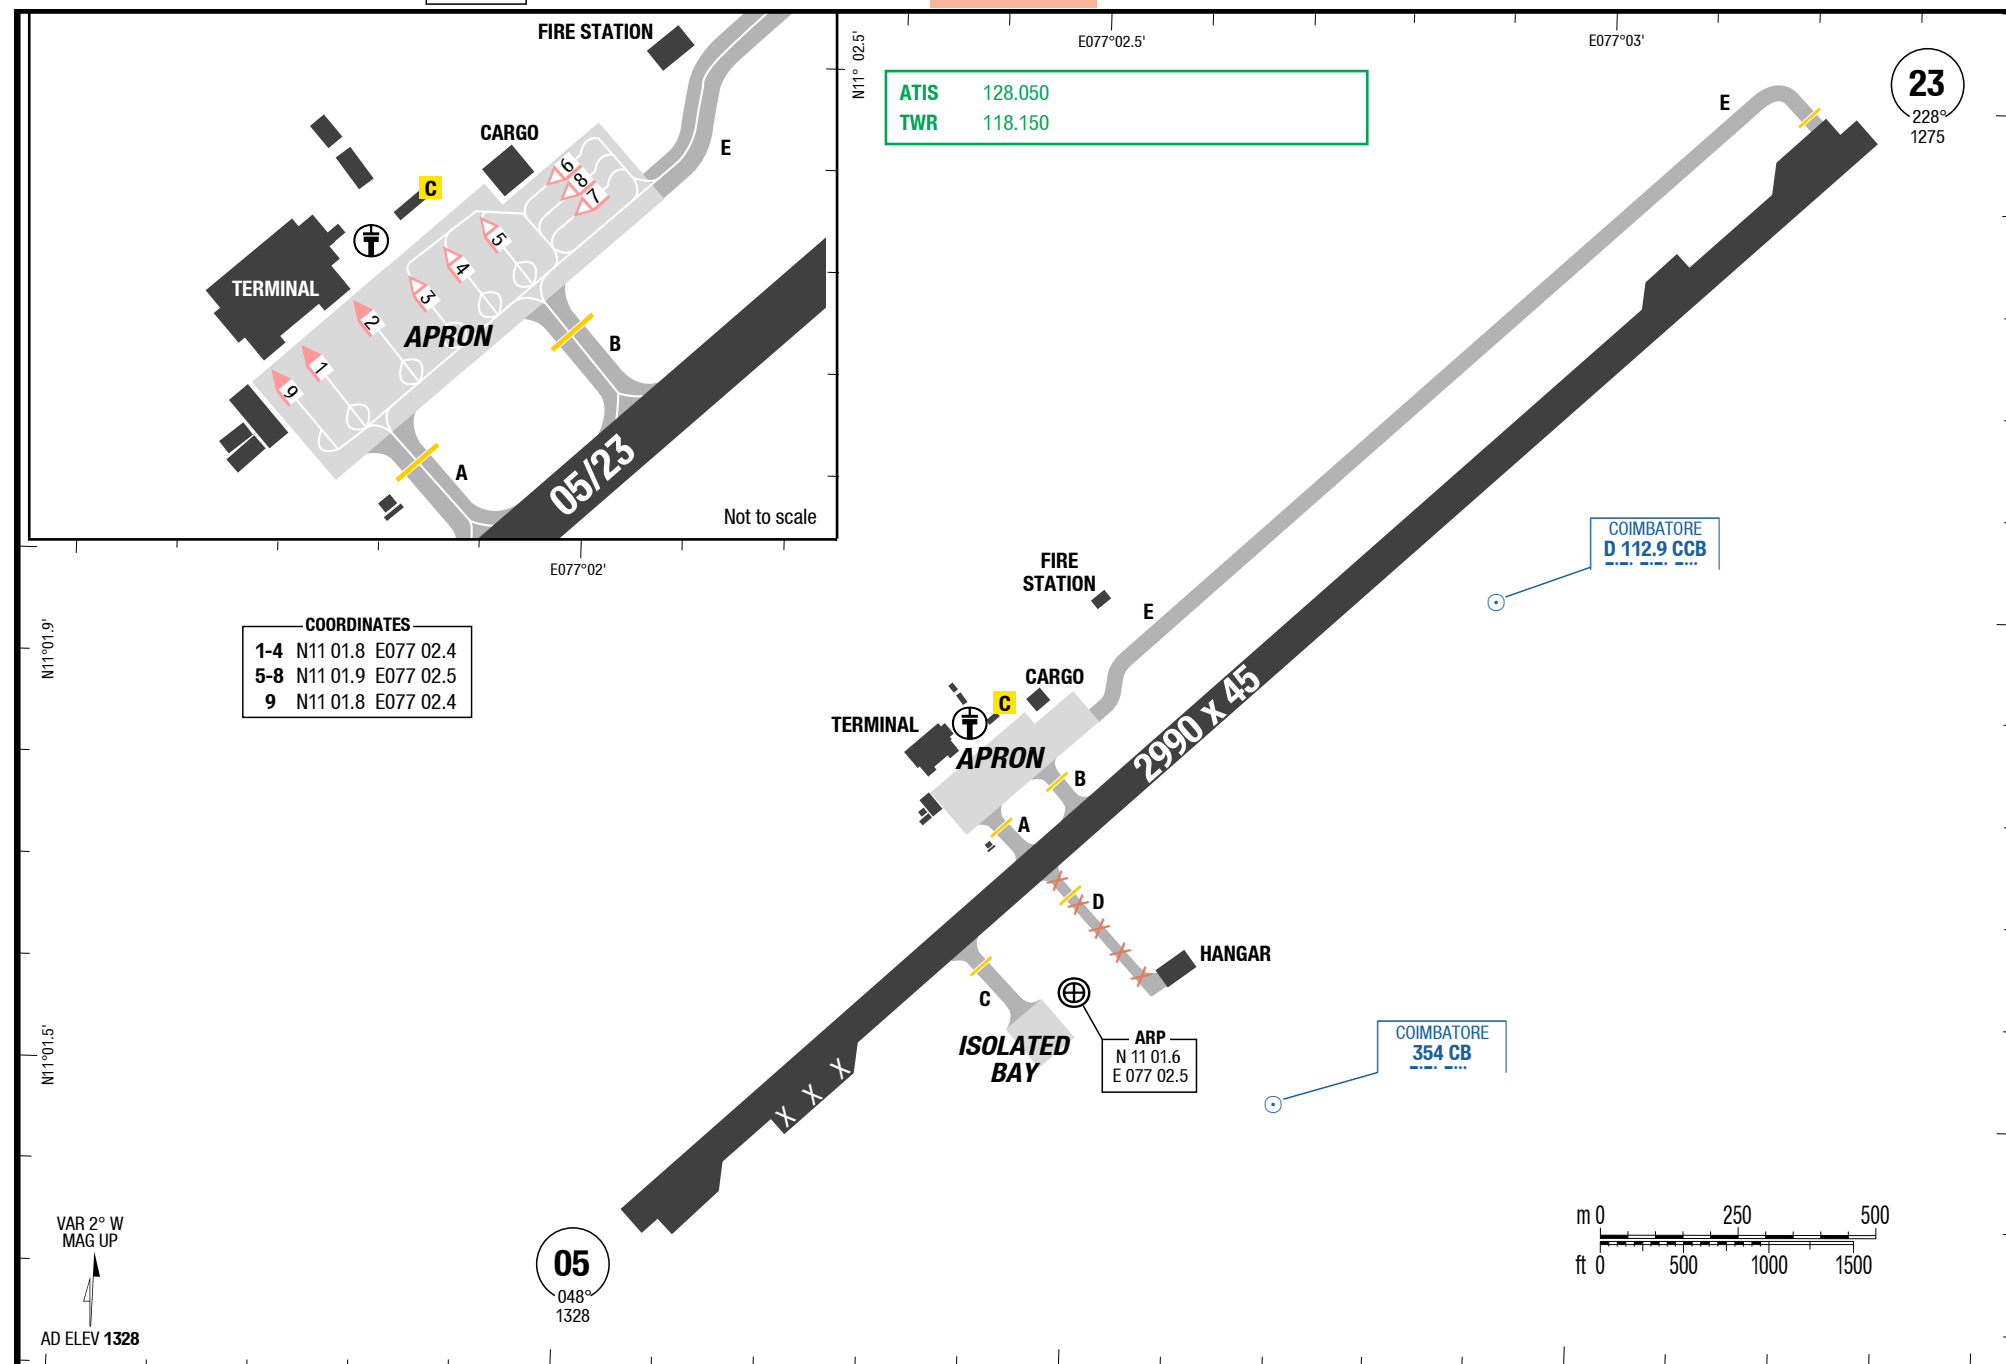 FIRE STATION
CARGO
C
E
TERMINAL
6
8
7
5
4
3
2
1
9
APRON
B
A
05/23
Not to scale
E077°02'
N11° 02.5'
E077°02.5'
E077°03'
ATIS 128.050
TWR 118.150
E
23
228°
1275
COORDINATES
1-4 N11 01.8 E077 02.4
5-8 N11 01.9 E077 02.5
9 N11 01.8 E077 02.4
N11°01.9'
N11°01.5'
FIRE
STATION
E
CARGO
C
TERMINAL
APRON
B
A
2990 x 45
D
HANGAR
C
ISOLATED
BAY
ARP
N 11 01.6
E 077 02.5
COIMBATORE
D 112.9 CCB
COIMBATORE
354 CB
X X X
05
048°
1328
VAR 2° W
MAG UP
AD ELEV 1328
m 0 250 500
ft 0 500 1000 1500